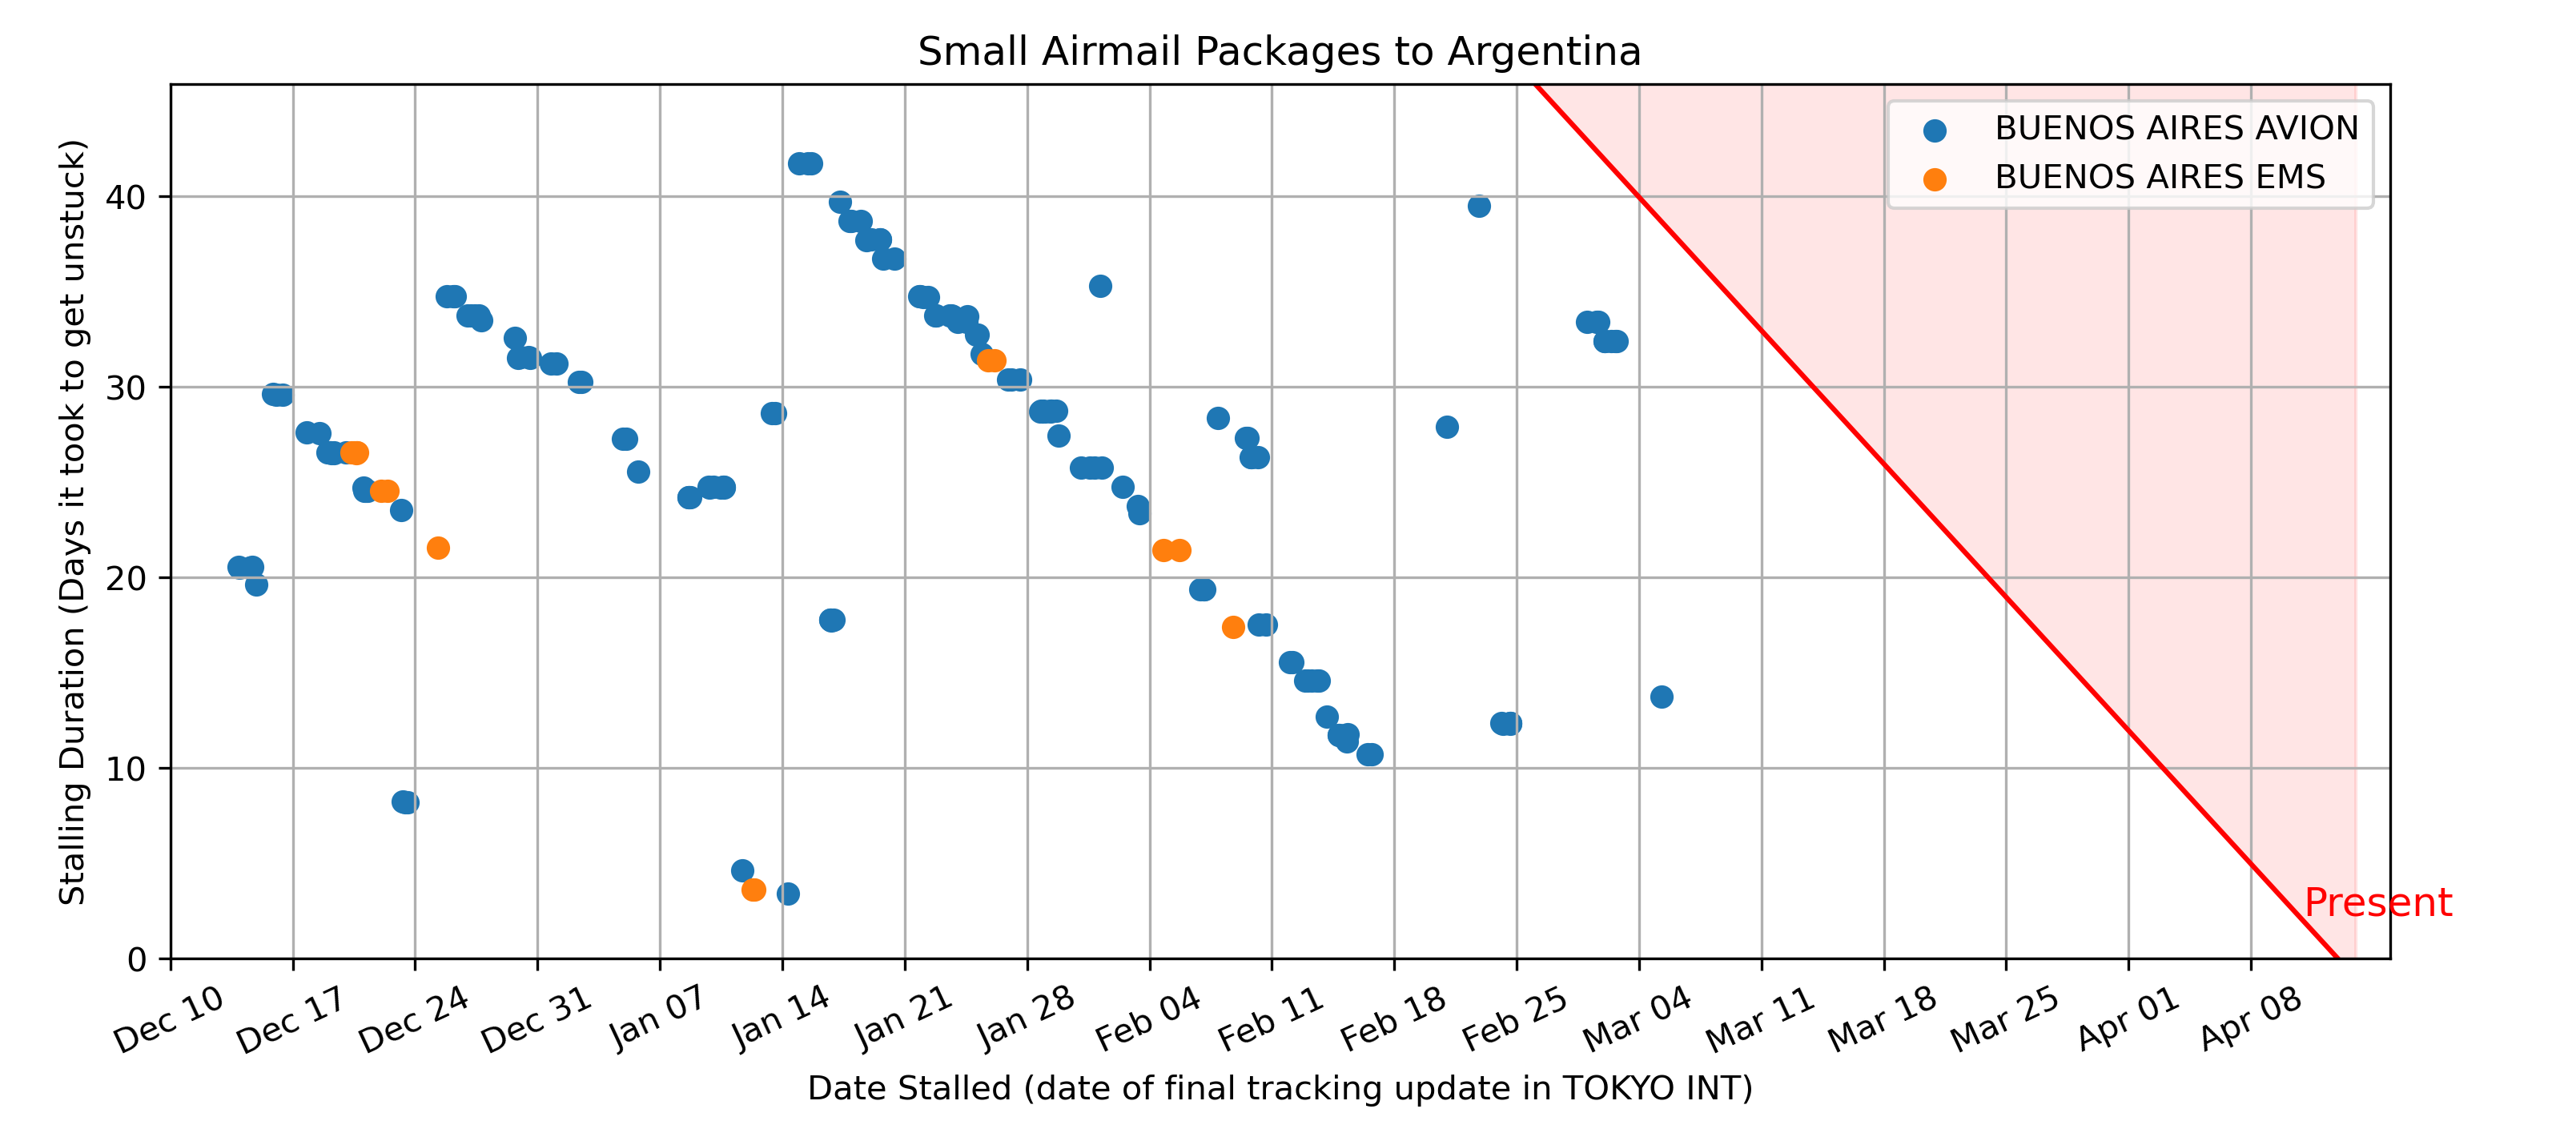 Small Airmail Packages to Argentina
BUENOS AIRES AVION
BUENOS AIRES EMS
Stalling Duration (Days it took to get unstuck)
40
30
20
10
0
Present
Dec 10
Dec 17
Dec 24
Dec 31
Jan 07
Jan 14
Jan 21
Jan 28
Feb 04
Feb 11
Feb 18
Feb 25
Mar 04
Mar 11
Mar 18
Mar 25
Apr 01
Apr 08
Date Stalled (date of final tracking update in TOKYO INT)